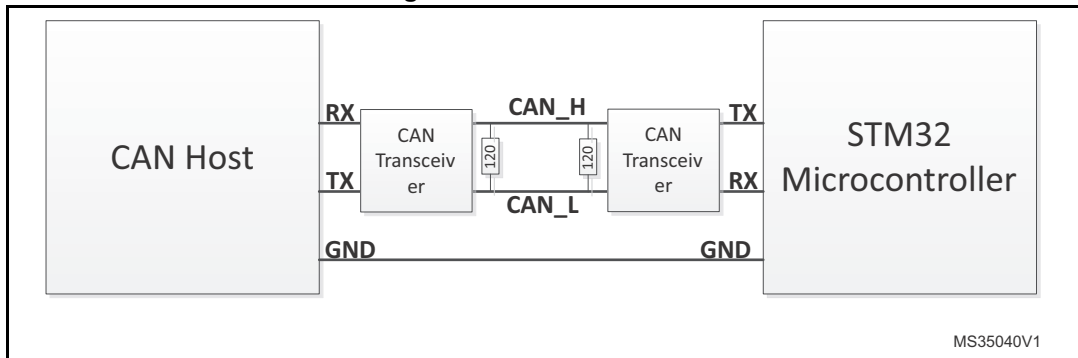 CAN Host
RX
TX
GND
CAN
Transceiv
er
CAN_H
120
120
CAN_L
CAN
Transceiv
er
TX
RX
GND
STM32
Microcontroller
MS35040V1